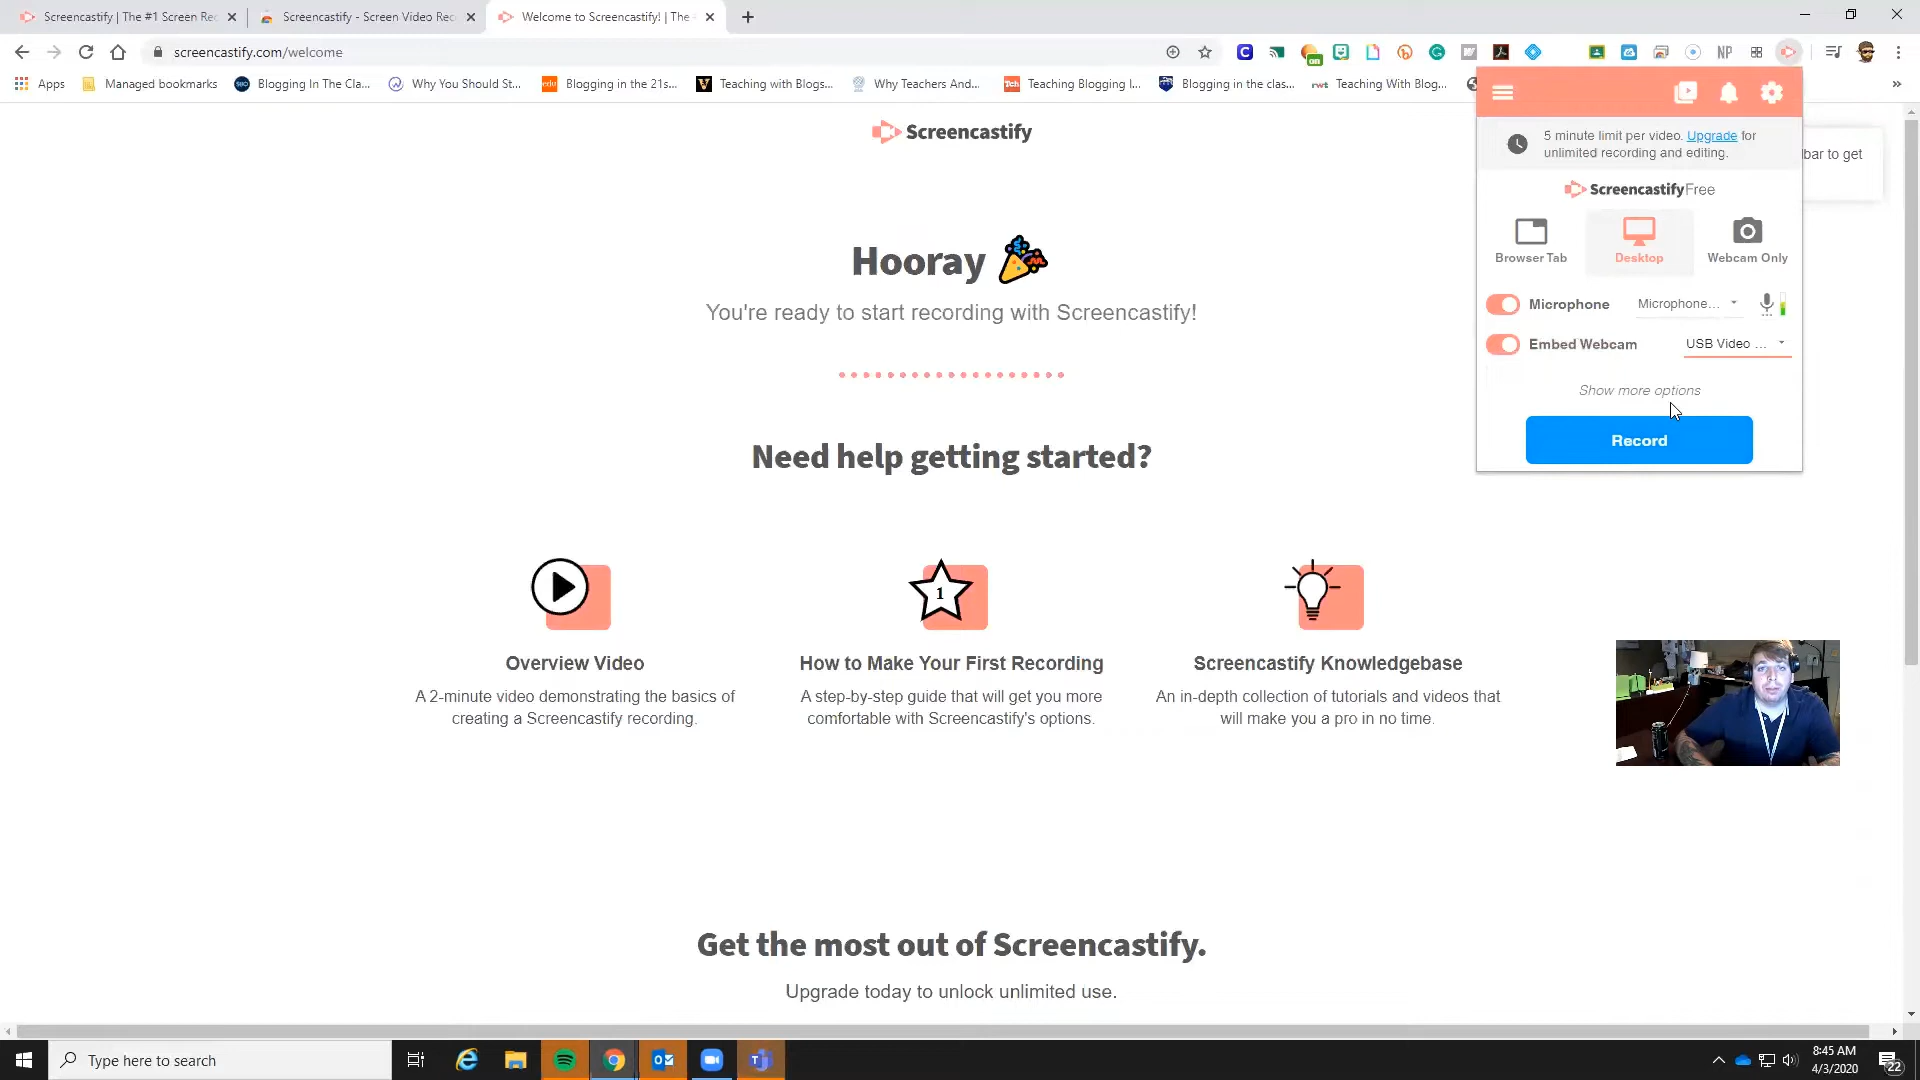 Screencastify | The #1 Screen Rec
Screencastify - Screen Video Rec
Welcome to Screencastify! | The
screencastify.com/welcome
on
NP
Apps
Managed bookmarks
Blogging In The Cla...
Why You Should St...
edu
Blogging in the 21s...
Teaching with Blogs...
Why Teachers And...
Tch
Teaching Blogging I...
Blogging in the class...
rwt
Teaching With Blog...
Screencastify
5 minute limit per video. Upgrade for
unlimited recording and editing.
bar to get
ScreencastifyFree
Browser Tab
Desktop
Webcam Only
Microphone
Microphone...
Embed Webcam
USB Video ...
Show more options
Record
Hooray
You're ready to start recording with Screencastify!
Need help getting started?
1
Overview Video
A 2-minute video demonstrating the basics of
creating a Screencastify recording.
How to Make Your First Recording
A step-by-step guide that will get you more
comfortable with Screencastify's options.
Screencastify Knowledgebase
An in-depth collection of tutorials and videos that
will make you a pro in no time.
Get the most out of Screencastify.
Upgrade today to unlock unlimited use.
Type here to search
8:45 AM
4/3/2020
22